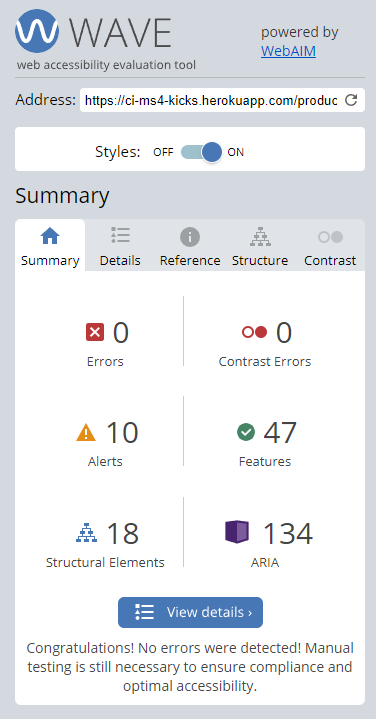 WAVE
web accessibility evaluation tool
powered by
WebAIM
Address: https://ci-ms4-kicks.herokuapp.com/produc
Styles: OFF ON
Summary
Summary Details Reference Structure Contrast
0 0
Errors Contrast Errors
10 47
Alerts Features
18 134
Structural Elements ARIA
View details ›
Congratulations! No errors were detected! Manual
testing is still necessary to ensure compliance and
optimal accessibility.